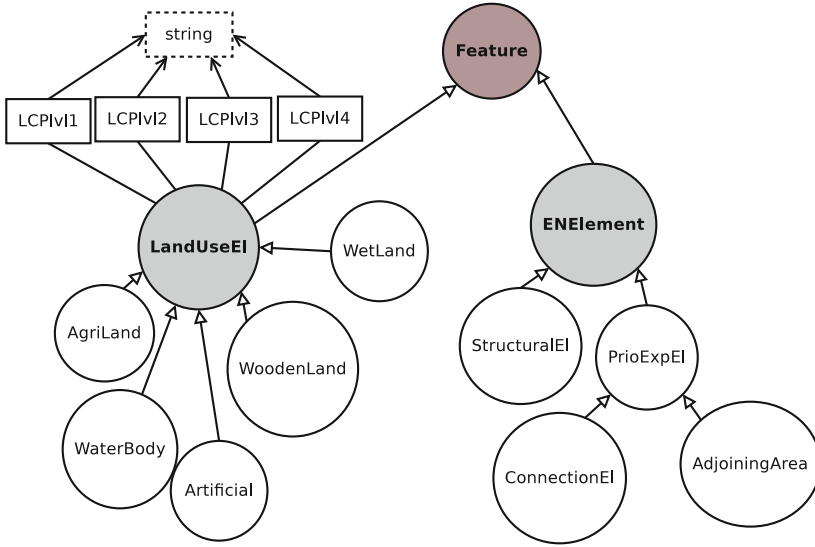 string
Feature
LCPlvl1
LCPlvl2
LCPlvl3
LCPlvl4
LandUseEl
WetLand
ENElement
AgriLand
WoodenLand
StructuralEl
PrioExpEl
WaterBody
Artificial
ConnectionEl
AdjoiningArea